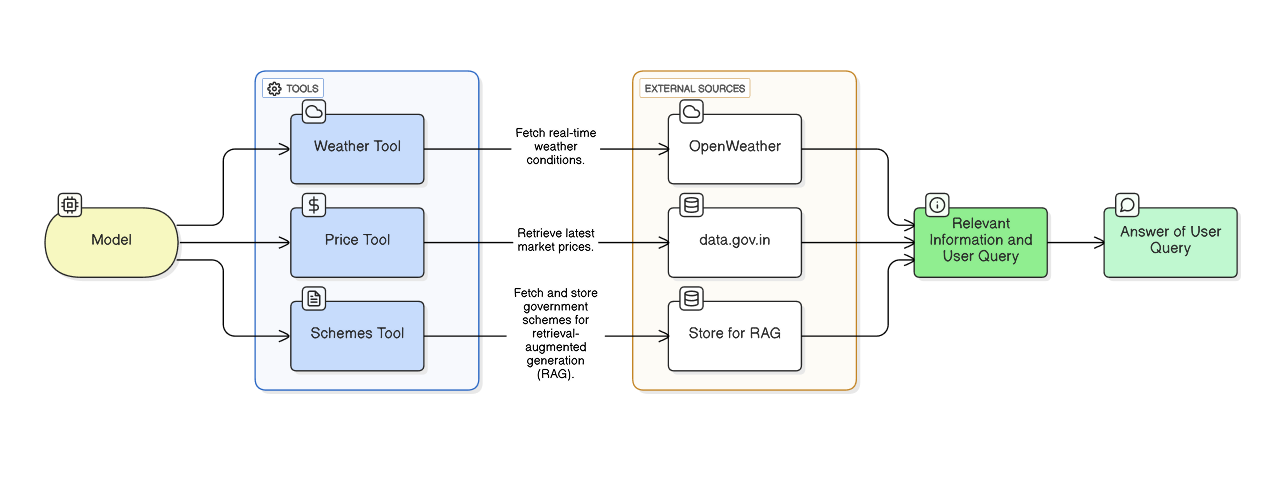 TOOLS
EXTERNAL SOURCES
Weather Tool
Fetch real-time
weather
conditions.
OpenWeather
Model
Price Tool
Retrieve latest
market prices.
data.gov.in
Relevant
Information and
User Query
Answer of User
Query
Schemes Tool
Fetch and store
government
schemes for
retrieval-
augmented
generation
(RAG).
Store for RAG